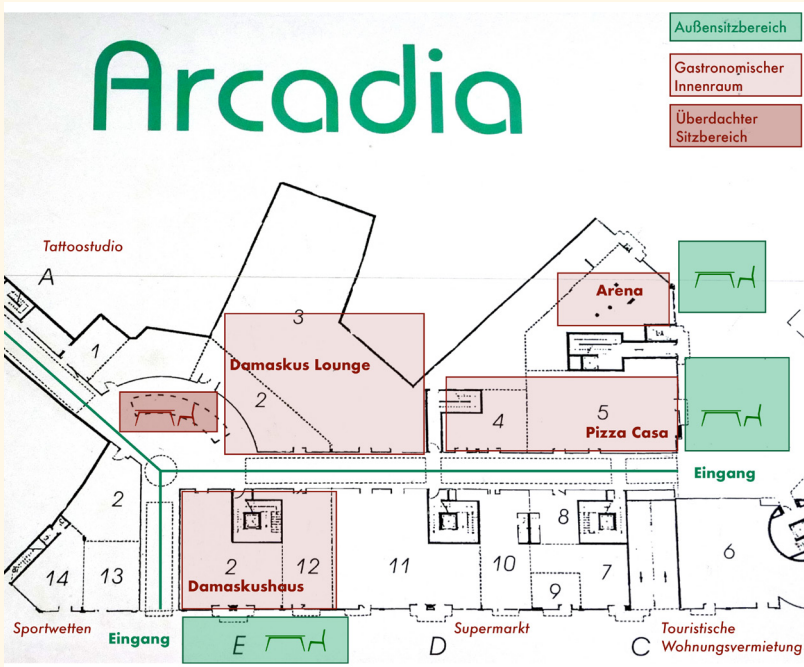 Arcadia
Außensitzbereich
Gastronomischer
Innenraum
Überdachter
Sitzbereich
Tattoostudio
A
1
3
Damaskus Lounge
2
Arena
4
5
Pizza Casa
Eingang
2
14
13
2
12
Damaskushaus
11
10
8
9
7
6
Sportwetten
Eingang
E
D
Supermarkt
C
Touristische
Wohnungsvermietung